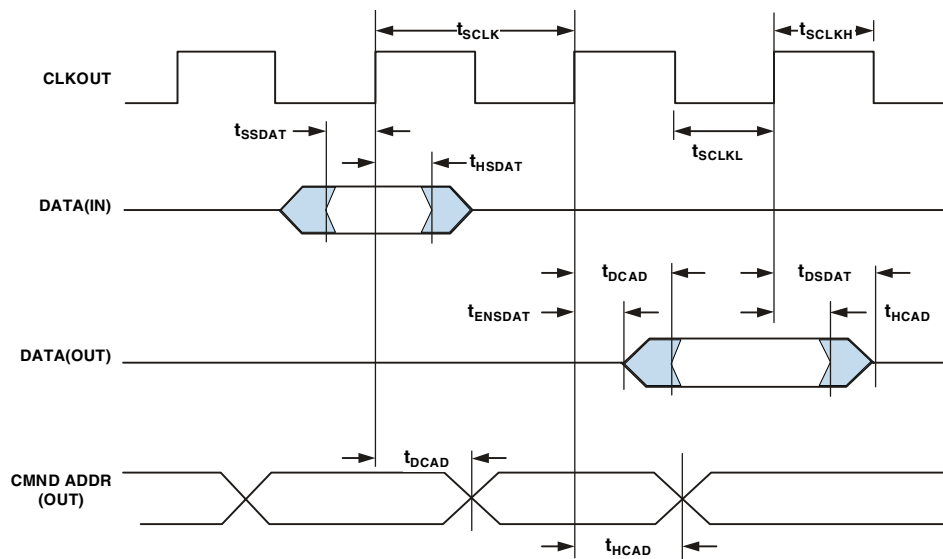 tSCLK
tSCLKH
CLKOUT
tSSDAT
tSCLKL
tHSDAT
DATA(IN)
tDCAD
tDSDAT
tENSDAT
tHCAD
DATA(OUT)
tDCAD
CMND ADDR
(OUT)
tHCAD